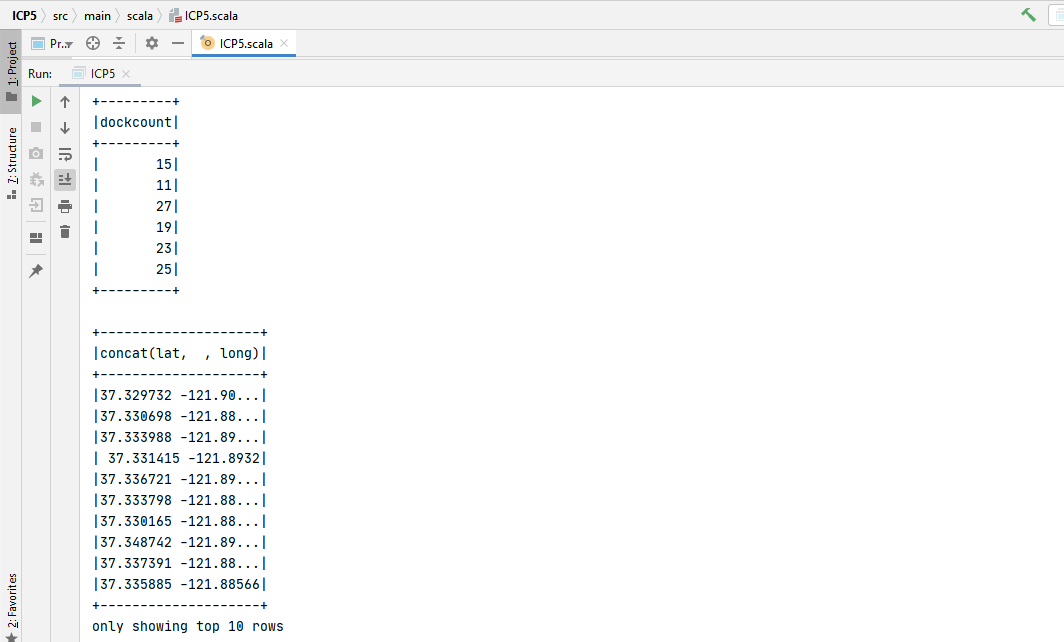 ICP5 src main scala ICP5.scala
Pr... ICP5.scala
1: Project
Run: ICP5
7: Structure
2: Favorites
+---------+
|dockcount|
+---------+
|       15|
|       11|
|       27|
|       19|
|       23|
|       25|
+---------+
+--------------------+
|concat(lat,  , long)|
+--------------------+
|37.329732 -121.90...|
|37.330698 -121.88...|
|37.333988 -121.89...|
| 37.331415 -121.8932|
|37.336721 -121.89...|
|37.333798 -121.88...|
|37.330165 -121.88...|
|37.348742 -121.89...|
|37.337391 -121.88...|
|37.335885 -121.88566|
+--------------------+
only showing top 10 rows